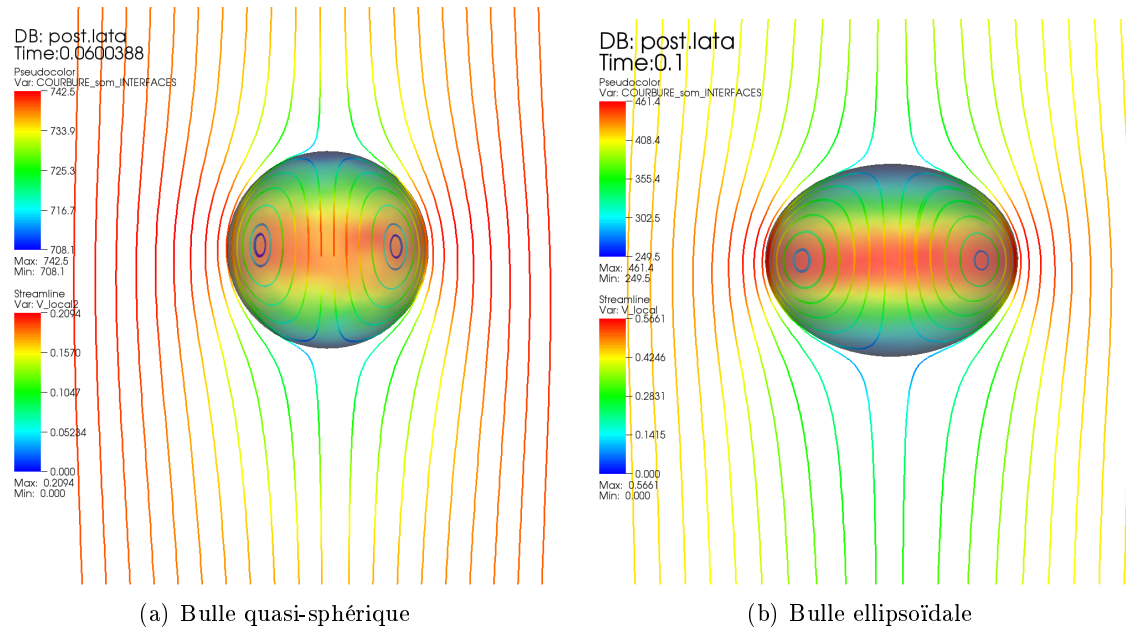 DB: post.lata
Time:0.0600388
Pseudocolor
Var: COURBURE_som_INTERFACES
742.5
733.9
725.3
716.7
708.1
Max: 742.5
Min: 708.1
Streamline
Var: V_local2
0.2094
0.1570
0.1047
0.05234
0.000
Max: 0.2094
Min: 0.000
(a) Bulle quasi-sphérique
DB: post.lata
Time:0.1
Pseudocolor
Var: COURBURE_som_INTERFACES
461.4
408.4
355.4
302.5
249.5
Max: 461.4
Min: 249.5
Streamline
Var: V_local
0.5661
0.4246
0.2831
0.1415
0.000
Max: 0.5661
Min: 0.000
(b) Bulle ellipsoïdale